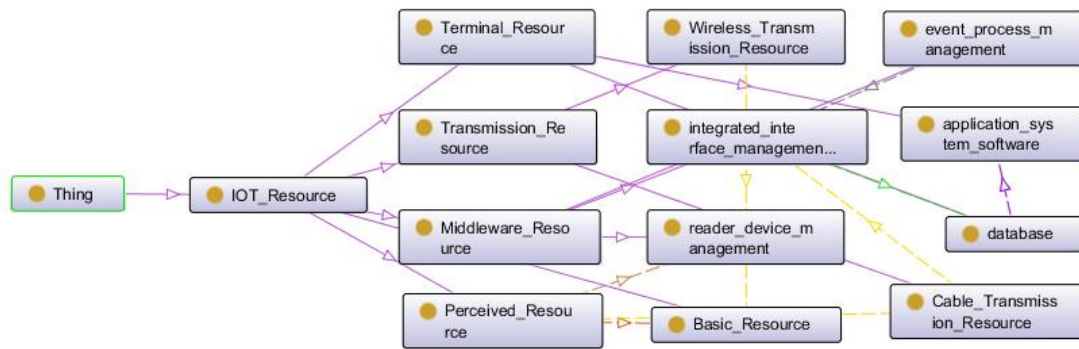 Terminal_Resour
ce
Wireless_Transm
ission_Resource
event_process_m
anagement
Transmission_Re
source
integrated_inte
rface_managemen...
application_sys
tem_software
Thing
IOT_Resource
Middleware_Reso
urce
reader_device_m
anagement
database
Perceived_Resou
rce
Basic_Resource
Cable_Transmiss
ion_Resource